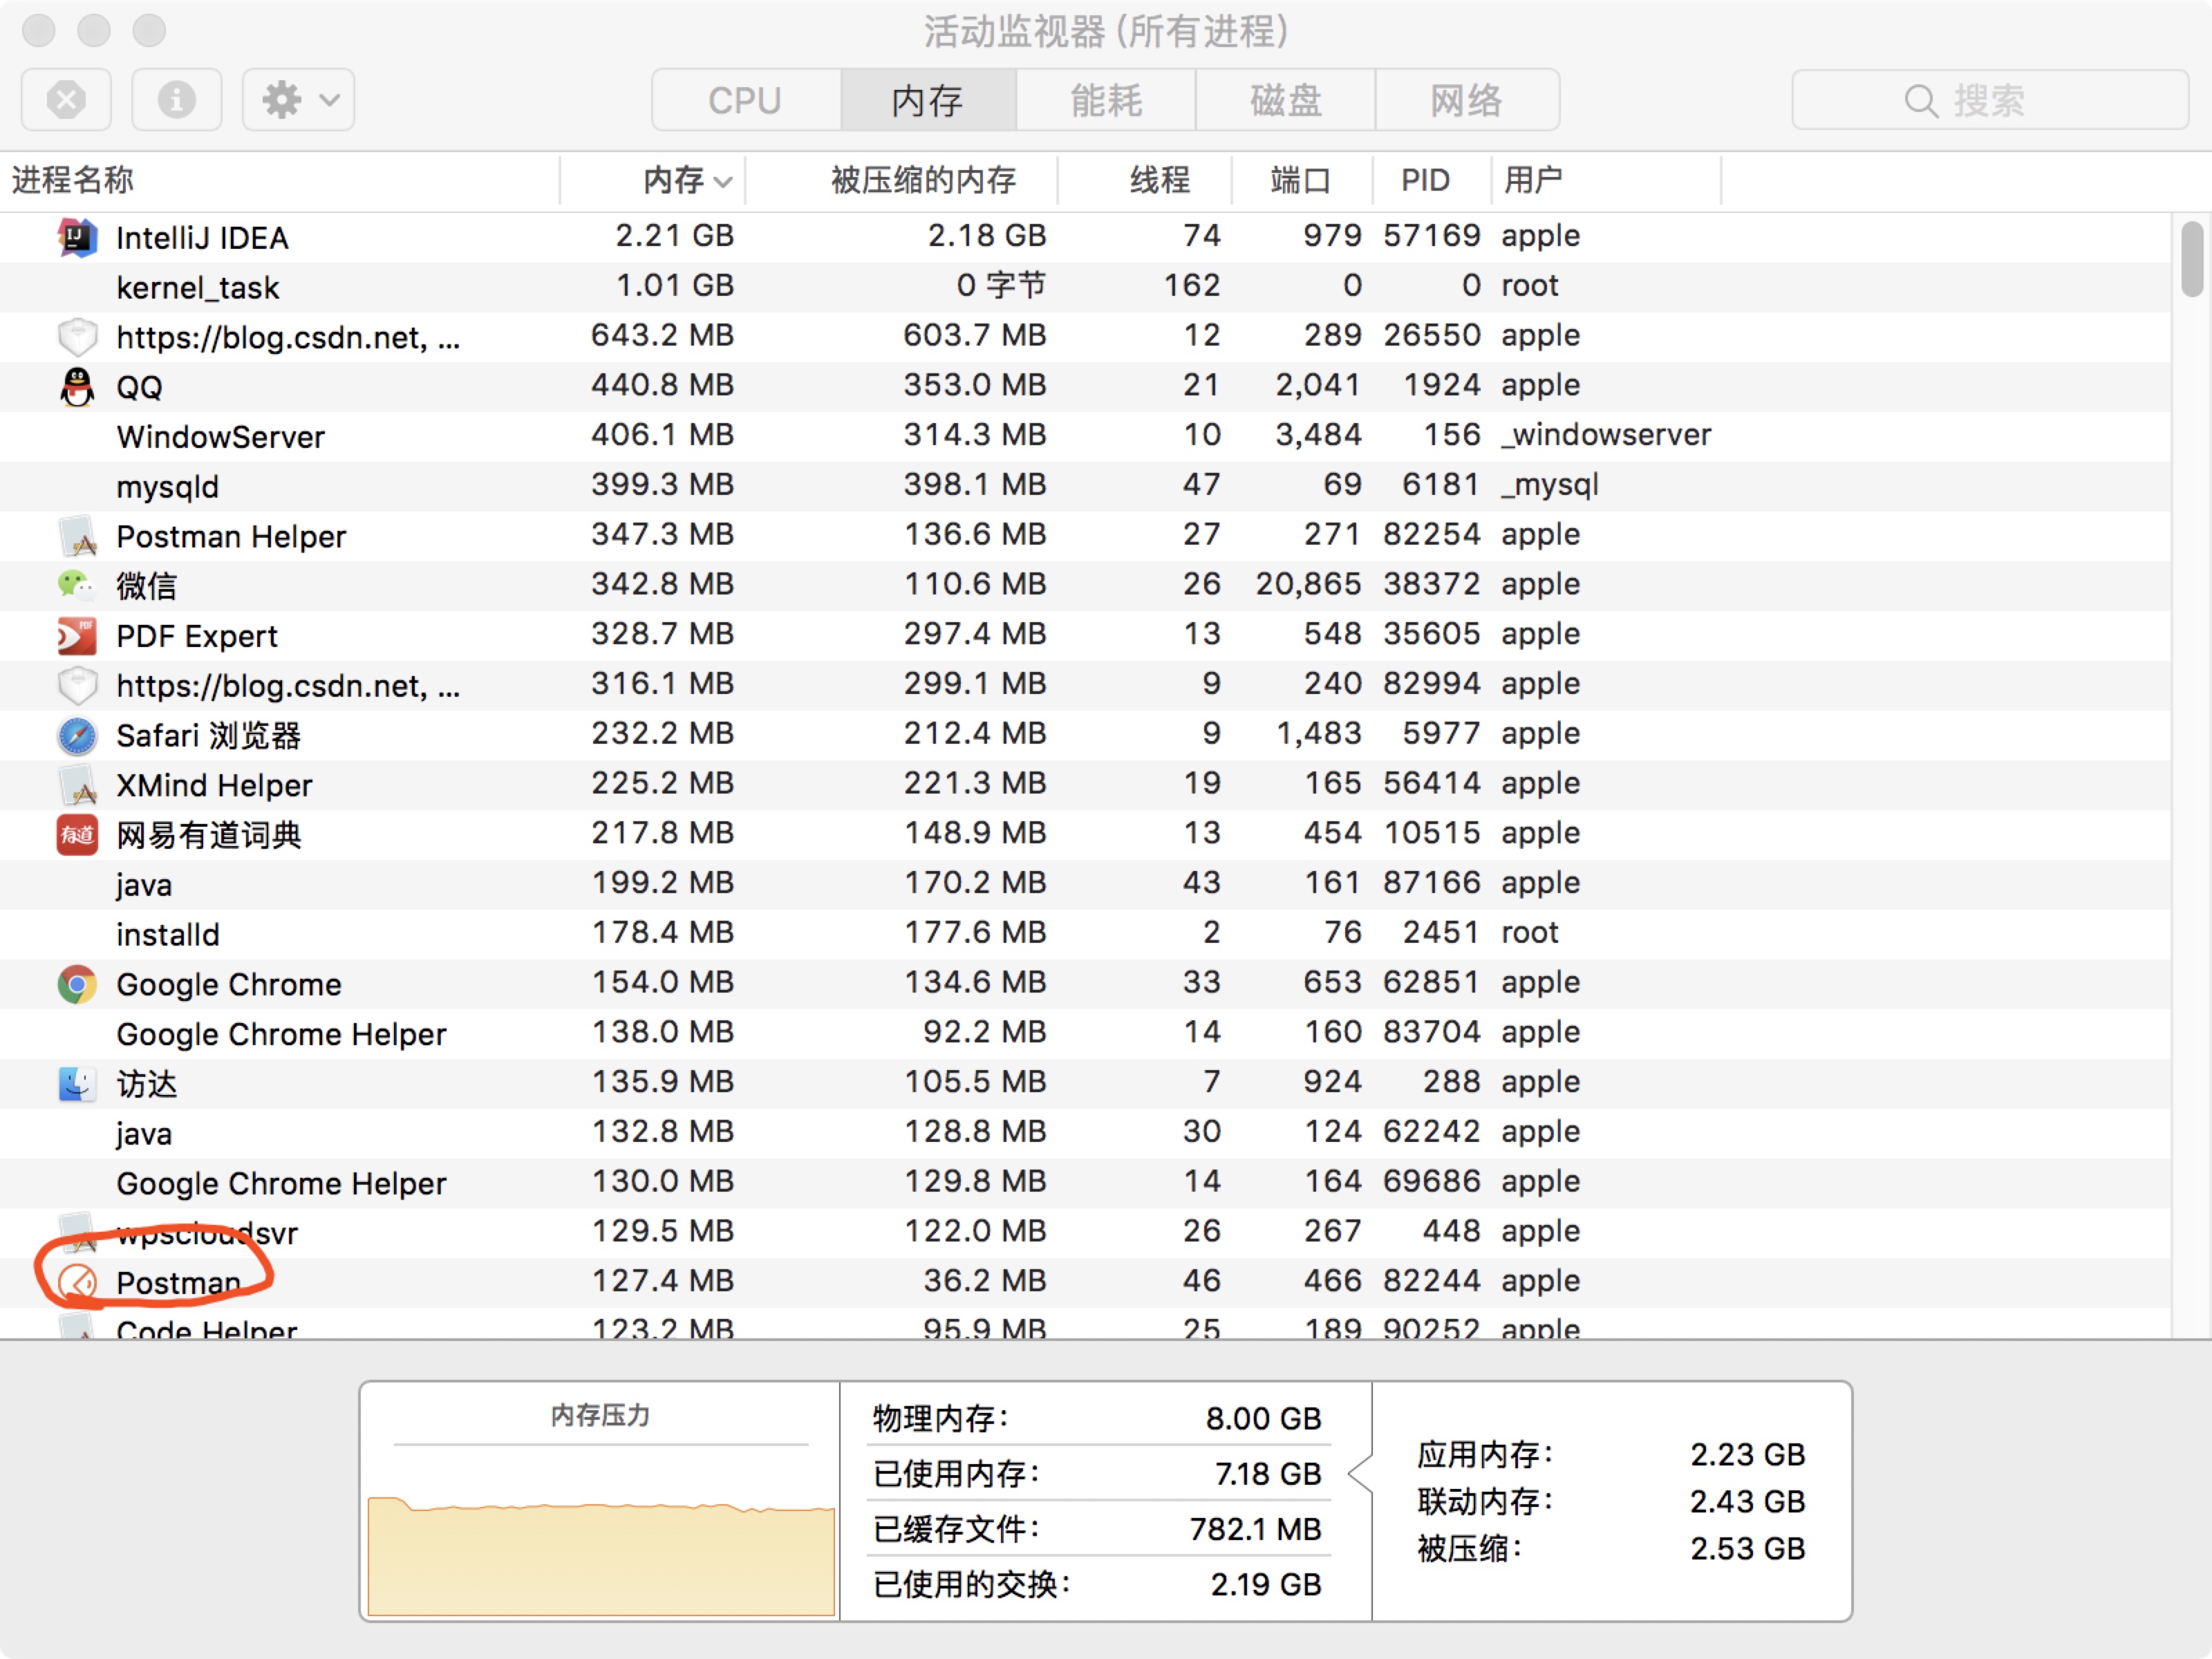 活动监视器 (所有进程)
CPU 内存 能耗 磁盘 网络 搜索
进程名称 内存 被压缩的内存 线程 端口 PID 用户
IntelliJ IDEA 2.21 GB 2.18 GB 74 979 57169 apple
kernel_task 1.01 GB 0 字节 162 0 0 root
https://blog.csdn.net, ... 643.2 MB 603.7 MB 12 289 26550 apple
QQ 440.8 MB 353.0 MB 21 2,041 1924 apple
WindowServer 406.1 MB 314.3 MB 10 3,484 156 _windowserver
mysqld 399.3 MB 398.1 MB 47 69 6181 _mysql
Postman Helper 347.3 MB 136.6 MB 27 271 82254 apple
微信 342.8 MB 110.6 MB 26 20,865 38372 apple
PDF Expert 328.7 MB 297.4 MB 13 548 35605 apple
https://blog.csdn.net, ... 316.1 MB 299.1 MB 9 240 82994 apple
Safari 浏览器 232.2 MB 212.4 MB 9 1,483 5977 apple
XMind Helper 225.2 MB 221.3 MB 19 165 56414 apple
有道 网易有道词典 217.8 MB 148.9 MB 13 454 10515 apple
java 199.2 MB 170.2 MB 43 161 87166 apple
installd 178.4 MB 177.6 MB 2 76 2451 root
Google Chrome 154.0 MB 134.6 MB 33 653 62851 apple
Google Chrome Helper 138.0 MB 92.2 MB 14 160 83704 apple
访达 135.9 MB 105.5 MB 7 924 288 apple
java 132.8 MB 128.8 MB 30 124 62242 apple
Google Chrome Helper 130.0 MB 129.8 MB 14 164 69686 apple
wpscloudsvr 129.5 MB 122.0 MB 26 267 448 apple
Postman 127.4 MB 36.2 MB 46 466 82244 apple
Code Helper 123.2 MB 95.9 MB 25 189 90252 apple
内存压力
物理内存: 8.00 GB
已使用内存: 7.18 GB
已缓存文件: 782.1 MB
已使用的交换: 2.19 GB
应用内存: 2.23 GB
联动内存: 2.43 GB
被压缩: 2.53 GB